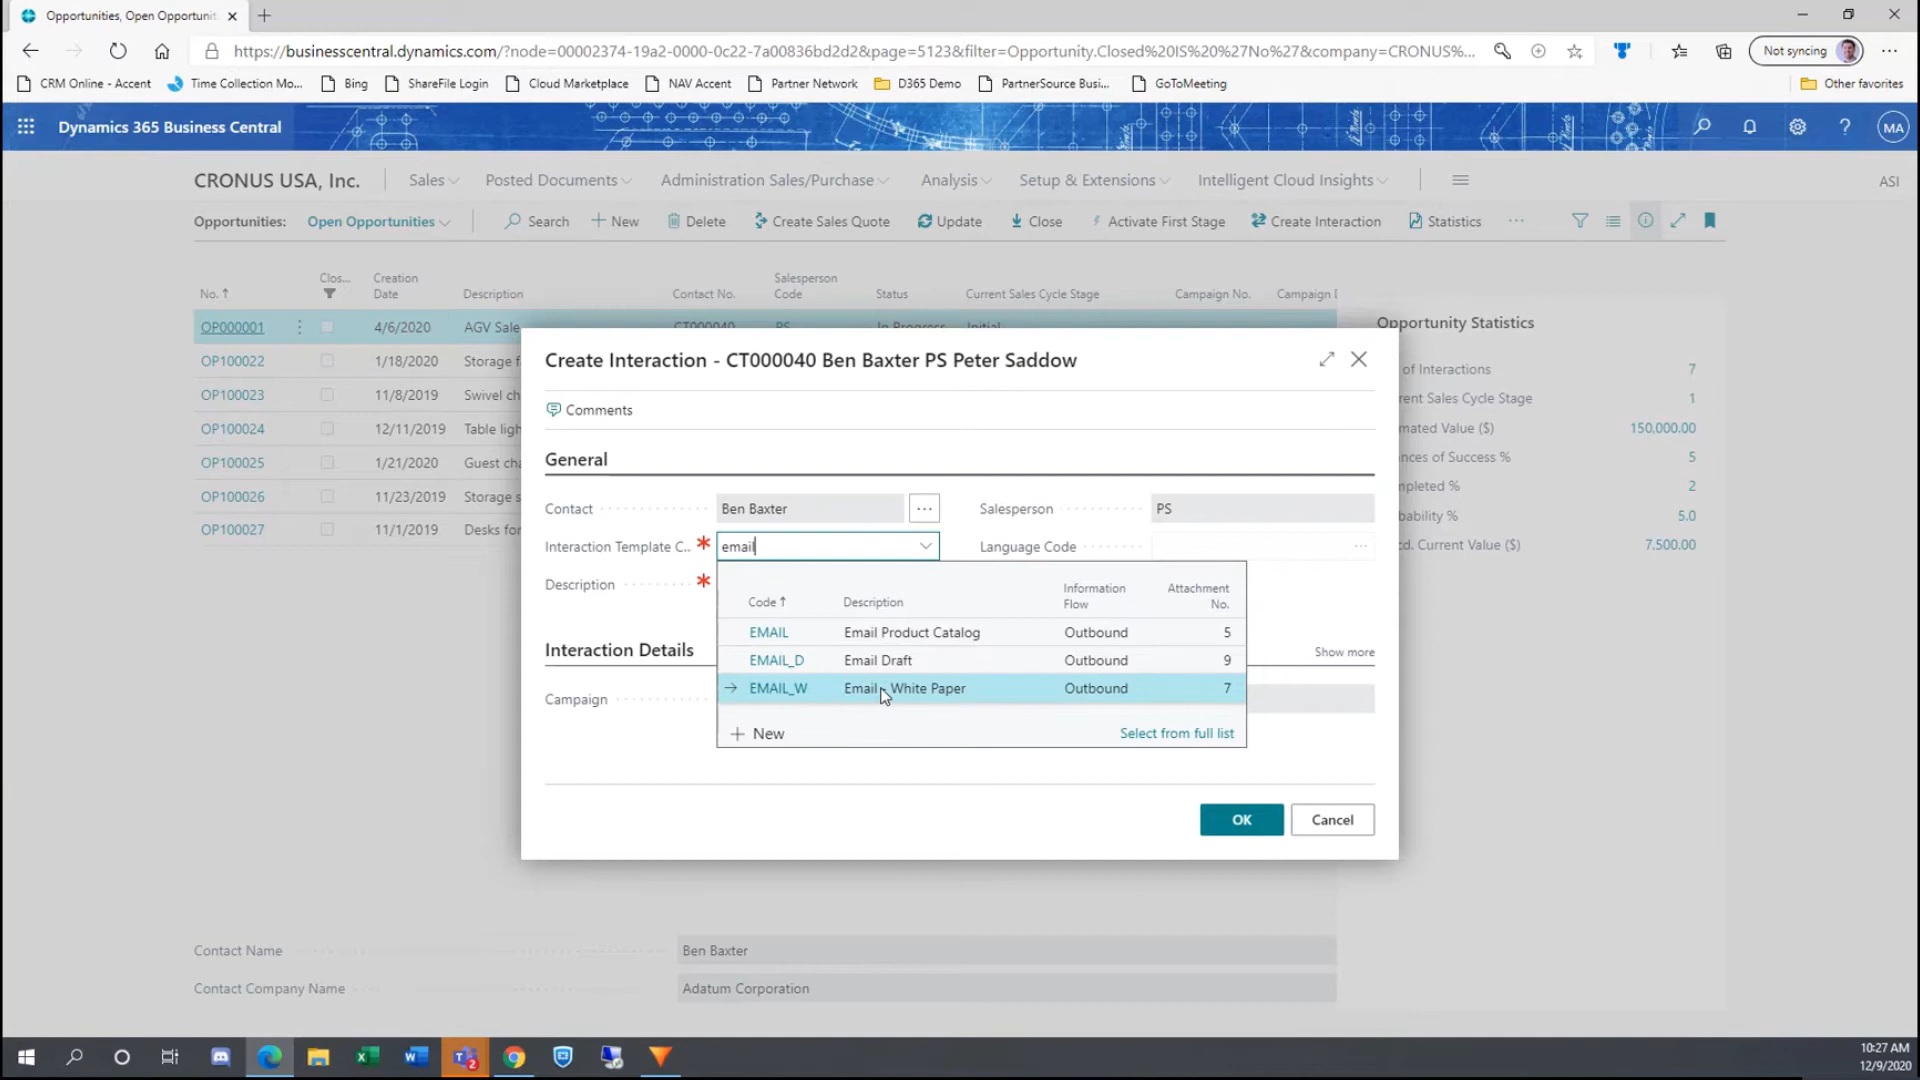 Opportunities, Open Opportunit
https://businesscentral.dynamics.com/?node=00002374-19a2-0000-0c22-7a00836bd2d2&page=5123&filter=Opportunity.Closed%20IS%20%27No%27&company=CRONUS%...
Not syncing
CRM Online - Accent
Time Collection Mo...
Bing
ShareFile Login
Cloud Marketplace
NAV Accent
Partner Network
D365 Demo
PartnerSource Busi...
GoToMeeting
Other favorites
Dynamics 365 Business Central
MA
CRONUS USA, Inc.
Sales
Posted Documents
Administration Sales/Purchase
Analysis
Setup & Extensions
Intelligent Cloud Insights
ASI
Opportunities:
Open Opportunities
Search
New
Delete
Create Sales Quote
Update
Close
Activate First Stage
Create Interaction
Statistics
No. ↑
Clos...
Creation
Date
Description
Contact No.
Salesperson
Code
Status
Current Sales Cycle Stage
Campaign No.
Campaign
OP000001 4/6/2020 AGV Sale CT000040 PS In Progress Initial
OP100022 1/18/2020 Storage f
OP100023 11/8/2019 Swivel ch
OP100024 12/11/2019 Table ligh
OP100025 1/21/2020 Guest cha
OP100026 11/23/2019 Storage s
OP100027 11/1/2019 Desks for
Opportunity Statistics
of Interactions 7
rent Sales Cycle Stage 1
mated Value ($) 150,000.00
nces of Success % 5
mpleted % 2
bability % 5.0
cd. Current Value ($) 7,500.00
Create Interaction - CT000040 Ben Baxter PS Peter Saddow
Comments
General
Contact Ben Baxter
Salesperson PS
Interaction Template C.. * email
Language Code
Description *
Code ↑
Description
Information
Flow
Attachment
No.
EMAIL Email Product Catalog Outbound 5
EMAIL_D Email Draft Outbound 9
EMAIL_W Email - White Paper Outbound 7
New
Select from full list
Interaction Details
Show more
Campaign
OK
Cancel
Contact Name Ben Baxter
Contact Company Name Adatum Corporation
2
10:27 AM
12/9/2020